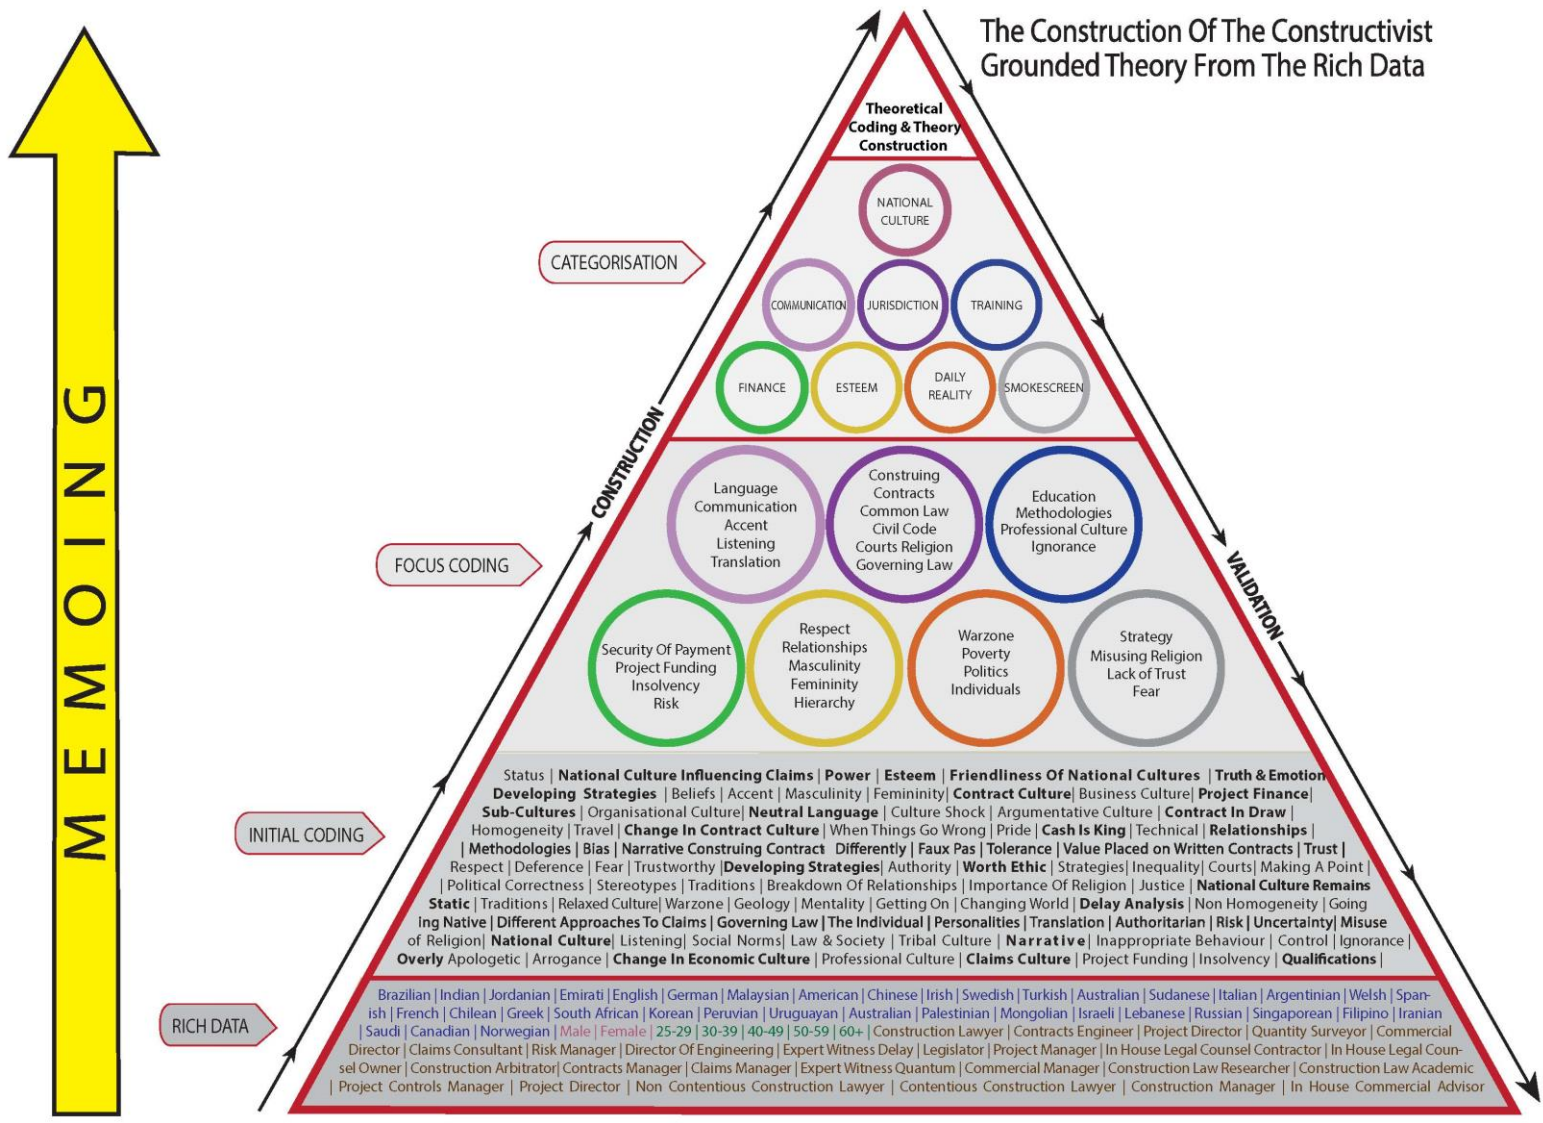 The Construction Of The Constructivist
Grounded Theory From The Rich Data
MEMOING
Theoretical
Coding & Theory
Construction
CATEGORISATION
NATIONAL
CULTURE
COMMUNICATION
JURISDICTION
TRAINING
FINANCE
ESTEEM
DAILY
REALITY
SMOKESCREEN
CONSTRUCTION
VALIDATION
FOCUS CODING
Language
Communication
Accent
Listening
Translation
Construing
Contracts
Common Law
Civil Code
Courts Religion
Governing Law
Education
Methodologies
Professional Culture
Ignorance
Security Of Payment
Project Funding
Insolvency
Risk
Respect
Relationships
Masculinity
Femininity
Hierarchy
Warzone
Poverty
Politics
Individuals
Strategy
Misusing Religion
Lack of Trust
Fear
INITIAL CODING
Status | National Culture Influencing Claims | Power | Esteem | Friendliness Of National Cultures | Truth & Emotion
Developing Strategies | Beliefs | Accent | Masculinity | Femininity| Contract Culture| Business Culture| Project Finance|
Sub-Cultures | Organisational Culture| Neutral Language | Culture Shock | Argumentative Culture | Contract In Draw |
Homogeneity | Travel | Change In Contract Culture | When Things Go Wrong | Pride | Cash Is King | Technical | Relationships |
| Methodologies | Bias | Narrative Construing Contract Differently | Faux Pas | Tolerance | Value Placed on Written Contracts | Trust |
Respect | Deference | Fear | Trustworthy |Developing Strategies| Authority | Worth Ethic | Strategies| Inequality| Courts| Making A Point |
| Political Correctness | Stereotypes | Traditions | Breakdown Of Relationships | Importance Of Religion | Justice | National Culture Remains
Static | Traditions | Relaxed Culture| Warzone | Geology | Mentality | Getting On | Changing World | Delay Analysis | Non Homogeneity | Going
ing Native | Different Approaches To Claims | Governing Law | The Individual | Personalities | Translation | Authoritarian | Risk | Uncertainty| Misuse
of Religion| National Culture| Listening| Social Norms| Law & Society | Tribal Culture | Narrative| Inappropriate Behaviour | Control | Ignorance |
Overly Apologetic | Arrogance | Change In Economic Culture | Professional Culture | Claims Culture | Project Funding | Insolvency | Qualifications |
RICH DATA
Brazilian | Indian | Jordanian | Emirati | English | German | Malaysian | American | Chinese | Irish | Swedish | Turkish | Australian | Sudanese | Italian | Argentinian | Welsh | Span-
ish | French | Chilean | Greek | South African | Korean | Peruvian | Uruguayan | Australian | Palestinian | Mongolian | Israeli | Lebanese | Russian | Singaporean | Filipino | Iranian
| Saudi | Canadian | Norwegian | Male | Female | 25-29 | 30-39 | 40-49 | 50-59 | 60+ | Construction Lawyer | Contracts Engineer | Project Director | Quantity Surveyor | Commercial
Director | Claims Consultant | Risk Manager | Director Of Engineering | Expert Witness Delay | Legislator | Project Manager | In House Legal Counsel Contractor | In House Legal Coun-
sel Owner | Construction Arbitrator| Contracts Manager | Claims Manager | Expert Witness Quantum | Commercial Manager | Construction Law Researcher | Construction Law Academic
| Project Controls Manager | Project Director | Non Contentious Construction Lawyer | Contentious Construction Lawyer | Construction Manager | In House Commercial Advisor